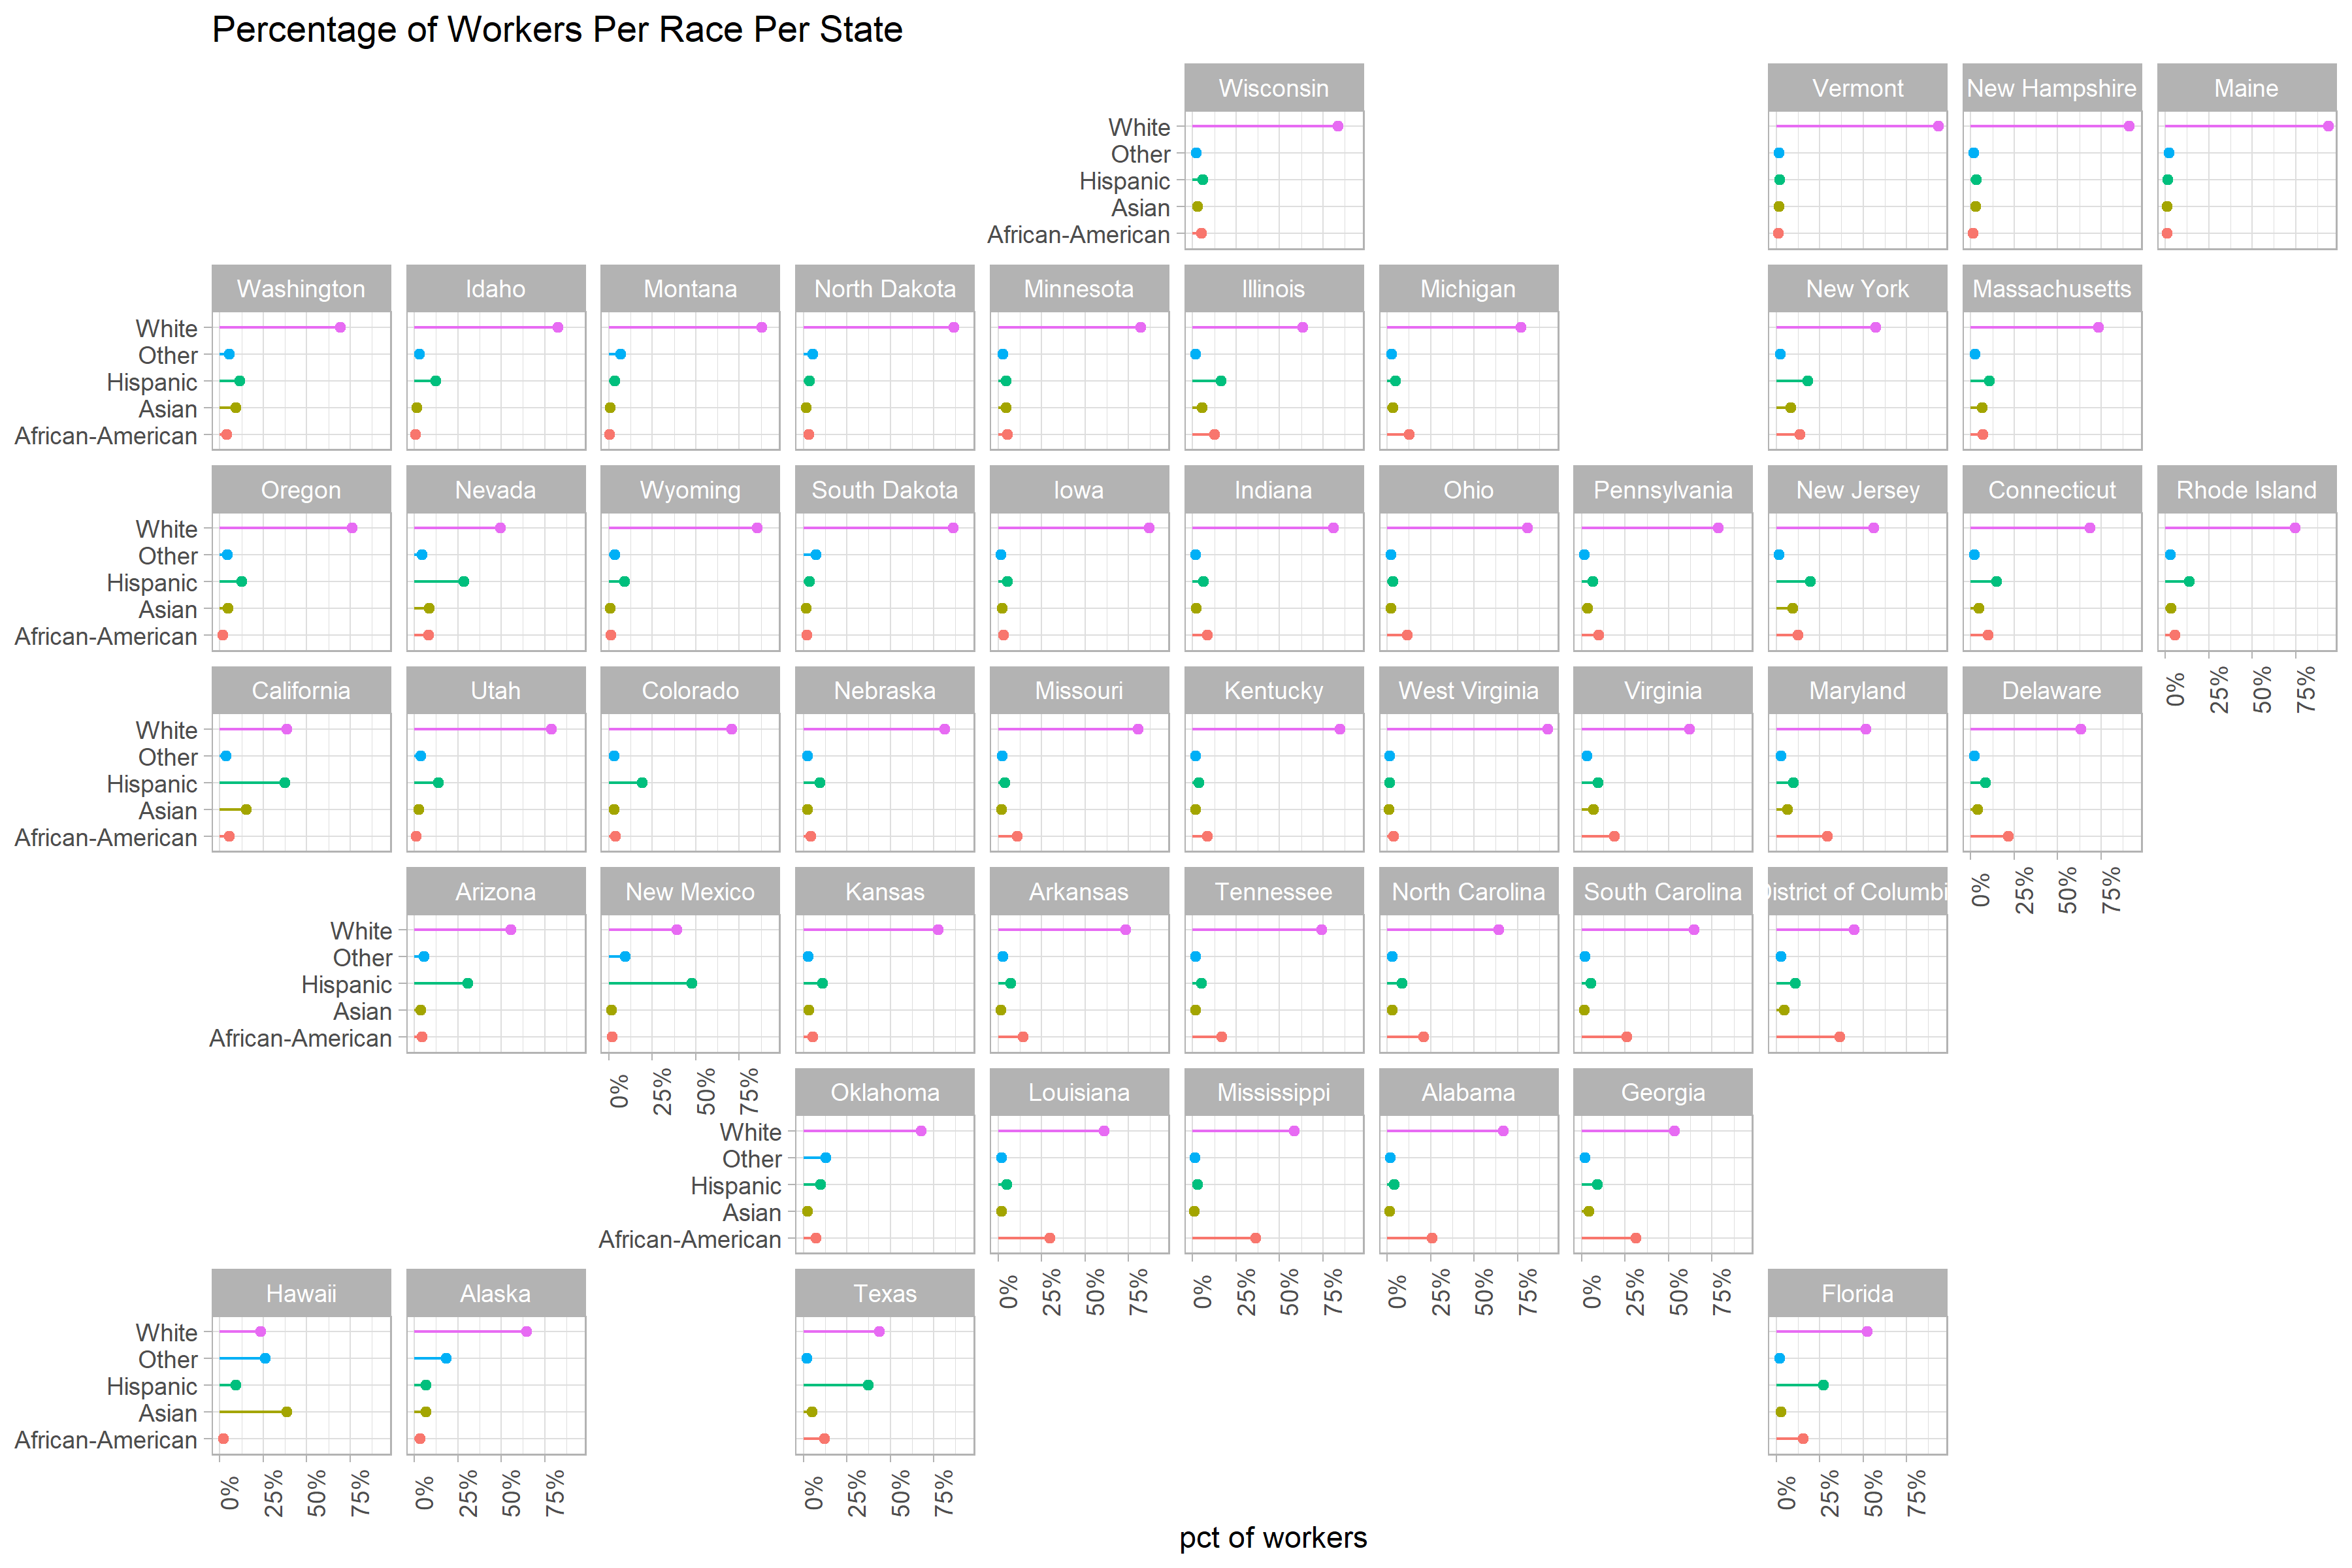 Percentage of Workers Per Race Per State
Wisconsin
Vermont
New Hampshire
Maine
White
Other
Hispanic
Asian
African-American
Washington
Idaho
Montana
North Dakota
Minnesota
Illinois
Michigan
New York
Massachusetts
White
Other
Hispanic
Asian
African-American
Oregon
Nevada
Wyoming
South Dakota
Iowa
Indiana
Ohio
Pennsylvania
New Jersey
Connecticut
Rhode Island
White
Other
Hispanic
Asian
African-American
0%
25%
50%
75%
California
Utah
Colorado
Nebraska
Missouri
Kentucky
West Virginia
Virginia
Maryland
Delaware
White
Other
Hispanic
Asian
African-American
0%
25%
50%
75%
Arizona
New Mexico
Kansas
Arkansas
Tennessee
North Carolina
South Carolina
District of Columbi
White
Other
Hispanic
Asian
African-American
0%
25%
50%
75%
Oklahoma
Louisiana
Mississippi
Alabama
Georgia
White
Other
Hispanic
Asian
African-American
0%
25%
50%
75%
0%
25%
50%
75%
0%
25%
50%
75%
0%
25%
50%
75%
Hawaii
Alaska
Texas
Florida
White
Other
Hispanic
Asian
African-American
0%
25%
50%
75%
0%
25%
50%
75%
0%
25%
50%
75%
0%
25%
50%
75%
pct of workers